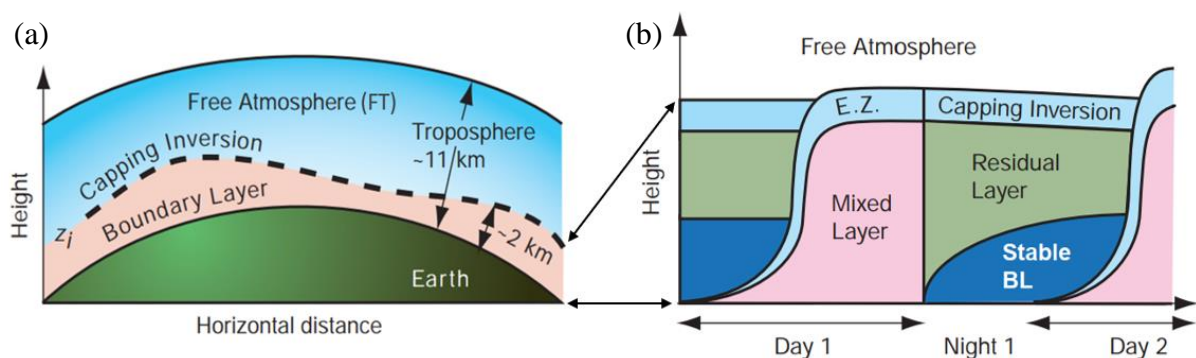 (a)
Free Atmosphere (FT)
Capping Inversion
Troposphere
~11 km
Boundary Layer
zi
~2 km
Earth
Height
Horizontal distance
(b)
Free Atmosphere
E.Z.
Capping Inversion
Residual
Layer
Mixed
Layer
Stable
BL
Height
Day 1
Night 1
Day 2